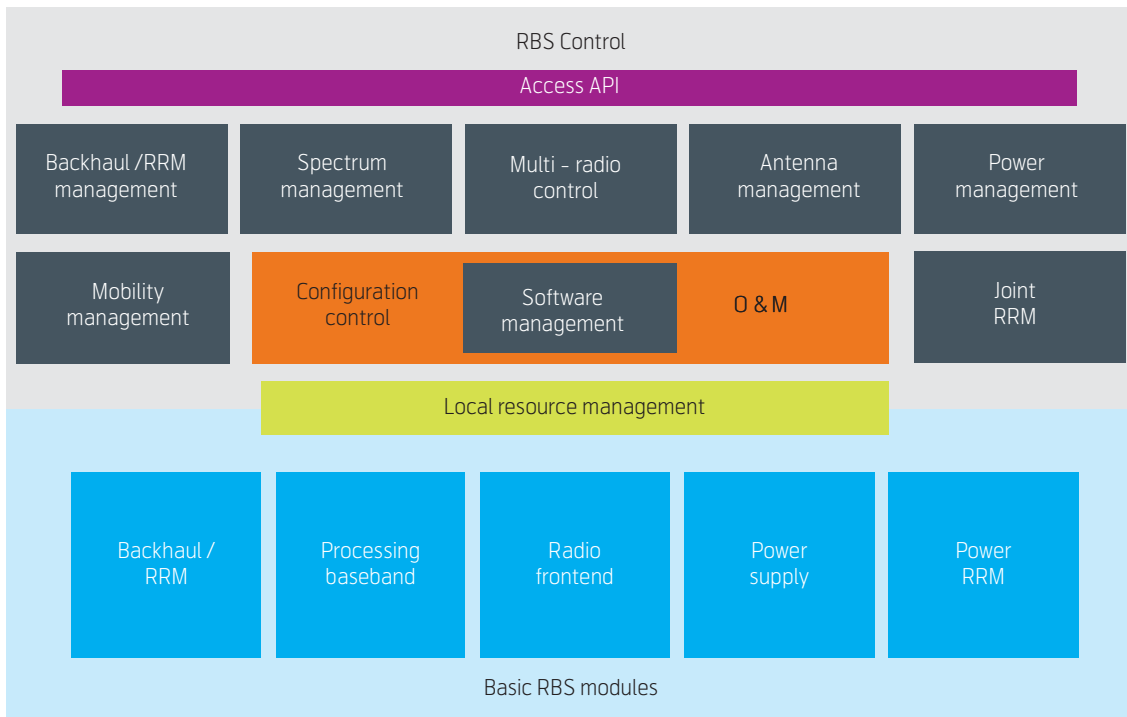 RBS Control
Access API
Backhaul /RRM
management
Spectrum
management
Multi - radio
control
Antenna
management
Power
management
Mobility
management
Configuration
control
Software
management
O & M
Joint
RRM
Local resource management
Backhaul /
RRM
Processing
baseband
Radio
frontend
Power
supply
Power
RRM
Basic RBS modules